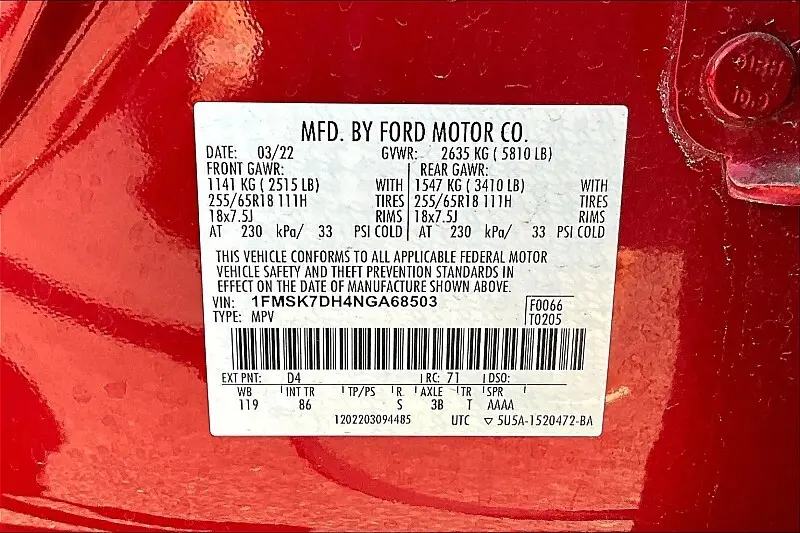 MFD. BY FORD MOTOR CO.
DATE: 03/22 GVWR: 2635 KG ( 5810 LB)
FRONT GAWR: REAR GAWR:
1141 KG ( 2515 LB) WITH 1547 KG ( 3410 LB) WITH
255/65R18 111H TIRES 255/65R18 111H TIRES
18x7.5J RIMS 18x7.5J RIMS
AT 230 kPa/ 33 PSI COLD AT 230 kPa/ 33 PSI COLD
THIS VEHICLE CONFORMS TO ALL APPLICABLE FEDERAL MOTOR
VEHICLE SAFETY AND THEFT PREVENTION STANDARDS IN
EFFECT ON THE DATE OF MANUFACTURE SHOWN ABOVE.
VIN: 1FMSK7DH4NGA68503 F0066
TYPE: MPV T0205
EXT PNT: D4 RC: 71 DSO:
WB INT TR TP/PS R AXLE TR SPR
119 86 S 3B T AAAA
1202203094485 UTC ▽ 5U5A-1520472-BA